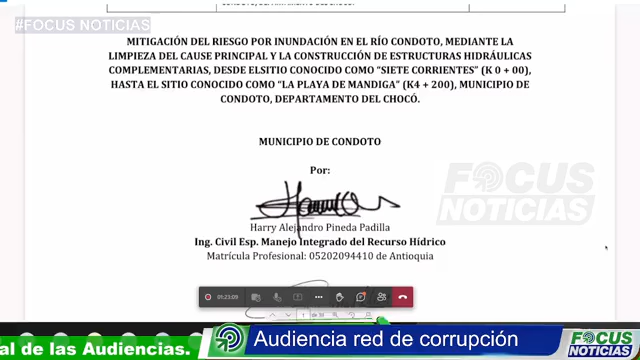 #FOCUS NOTICIAS
MITIGACIÓN DEL RIESGO POR INUNDACIÓN EN EL RÍO CONDOTO, MEDIANTE LA
LIMPIEZA DEL CAUSE PRINCIPAL Y LA CONSTRUCCIÓN DE ESTRUCTURAS HIDRÁULICAS
COMPLEMENTARIAS, DESDE ELSITIO CONOCIDO COMO "SIETE CORRIENTES" (K 0 + 00),
HASTA EL SITIO CONOCIDO COMO "LA PLAYA DE MANDIGA" (K4 + 200), MUNICIPIO DE
CONDOTO, DEPARTAMENTO DEL CHOCÓ.
MUNICIPIO DE CONDOTO
Por:
FOCUS
NOTICIAS
Harry Alejandro Pineda Padilla
Ing. Civil Esp. Manejo Integrado del Recurso Hídrico
Matrícula Profesional: 05202094410 de Antioquia
01:23:09
al de las Audiencias.
Audiencia red de corrupción
FOCUS
NOTICIAS